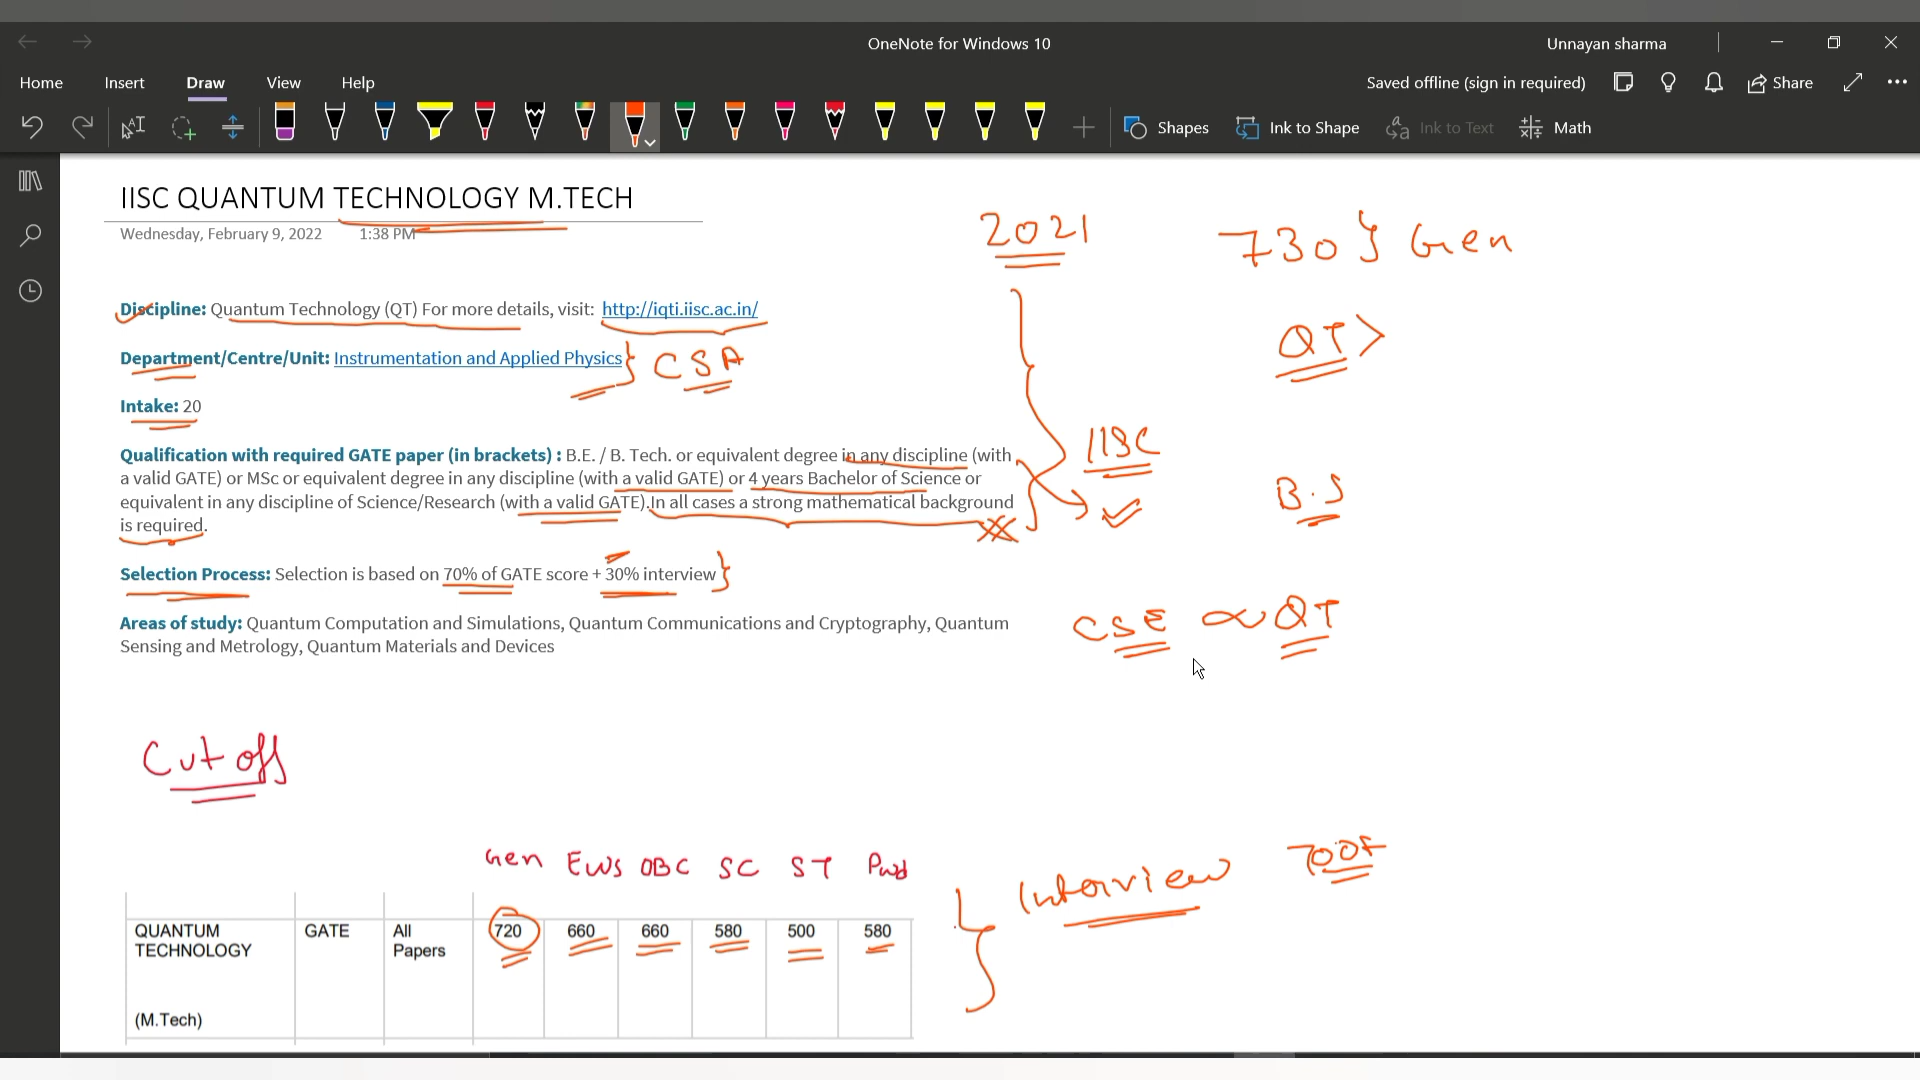 OneNote for Windows 10
Unnayan sharma
Home Insert Draw View Help
Saved offline (sign in required) Share
Shapes Ink to Shape Ink to Text Math
IISC QUANTUM TECHNOLOGY M.TECH
Wednesday, February 9, 2022 1:38 PM
2021
730 } Gen
Discipline: Quantum Technology (QT) For more details, visit: http://iqti.iisc.ac.in/
QT >
Department/Centre/Unit: Instrumentation and Applied Physics } CSA
Intake: 20
Qualification with required GATE paper (in brackets) : B.E. / B. Tech. or equivalent degree in any discipline (with
a valid GATE) or MSc or equivalent degree in any discipline (with a valid GATE) or 4 years Bachelor of Science or
equivalent in any discipline of Science/Research (with a valid GATE).In all cases a strong mathematical background
is required.
IISC
B.S
Selection Process: Selection is based on 70% of GATE score + 30% interview }
Areas of study: Quantum Computation and Simulations, Quantum Communications and Cryptography, Quantum
Sensing and Metrology, Quantum Materials and Devices
CSE ∝ QT
Cut off
Gen EWS OBC SC ST Pwd
Interview
700+
QUANTUM GATE All 720 660 660 580 500 580
TECHNOLOGY Papers
(M.Tech)